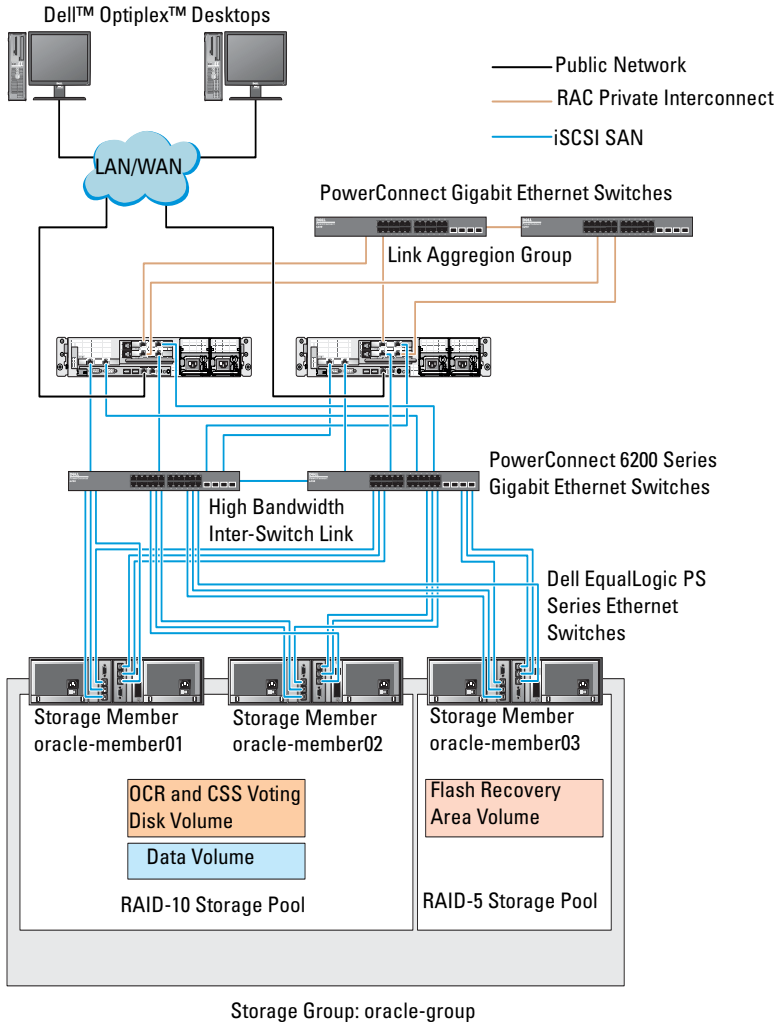 Dell™ Optiplex™ Desktops
Public Network
RAC Private Interconnect
iSCSI SAN
LAN/WAN
PowerConnect Gigabit Ethernet Switches
Link Aggregion Group
PowerConnect 6200 Series
Gigabit Ethernet Switches
High Bandwidth
Inter-Switch Link
Dell EqualLogic PS
Series Ethernet
Switches
Storage Member
oracle-member01
Storage Member
oracle-member02
Storage Member
oracle-member03
OCR and CSS Voting
Disk Volume
Flash Recovery
Area Volume
Data Volume
RAID-10 Storage Pool
RAID-5 Storage Pool
Storage Group: oracle-group